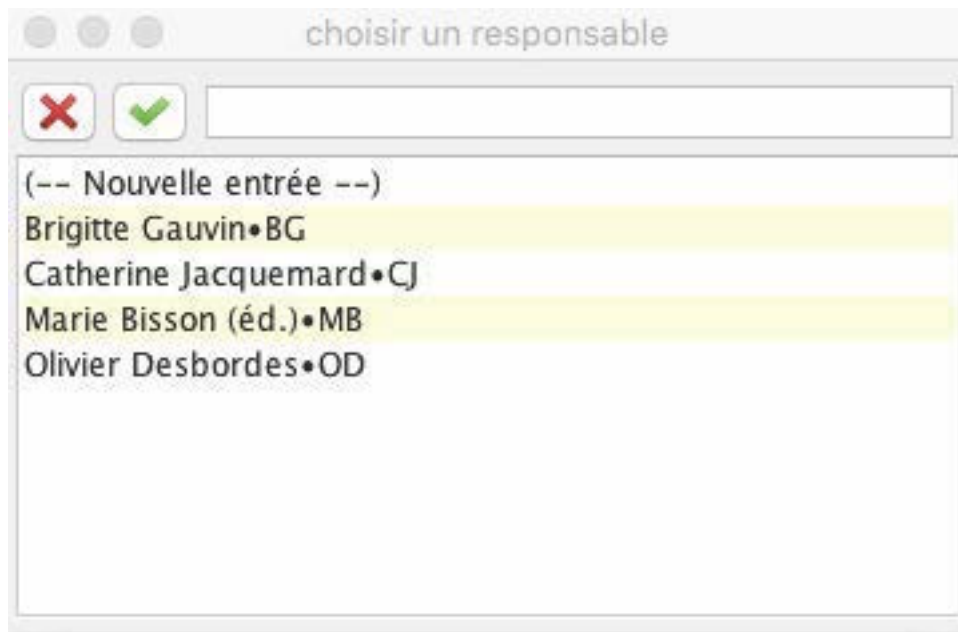 choisir un responsable
(-- Nouvelle entrée --)
Brigitte Gauvin•BG
Catherine Jacquemard•CJ
Marie Bisson (éd.)•MB
Olivier Desbordes•OD